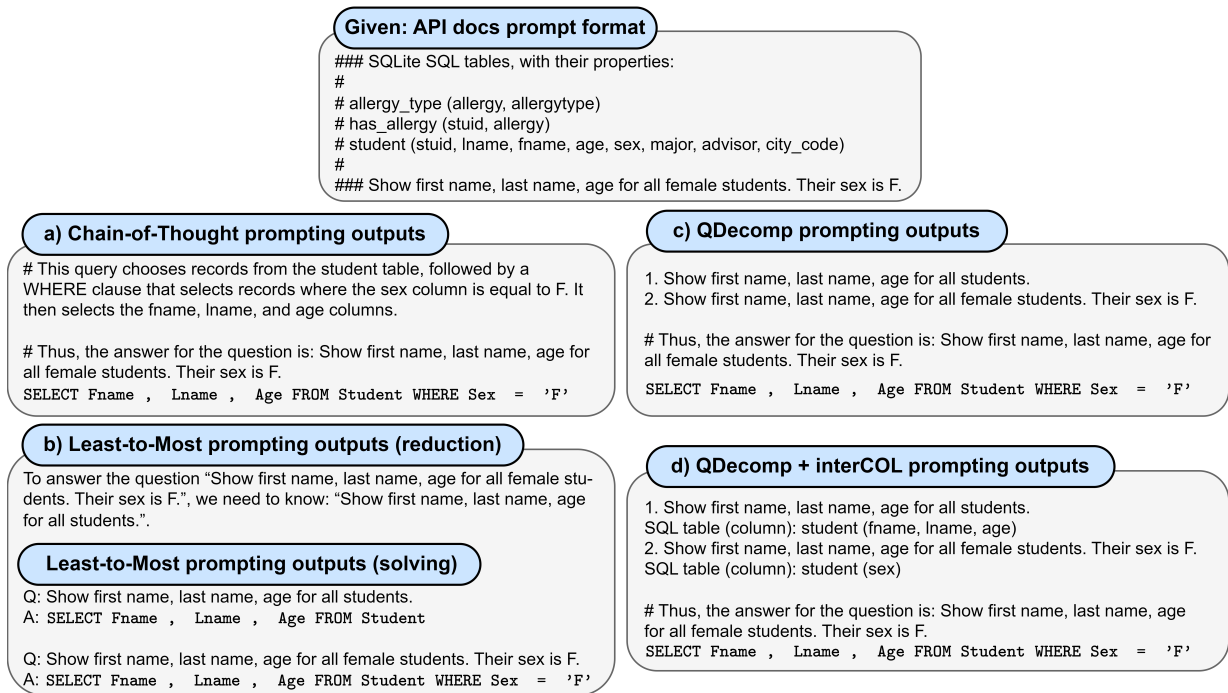 Given: API docs prompt format
### SQLite SQL tables, with their properties:
#
# allergy_type (allergy, allergytype)
# has_allergy (stuid, allergy)
# student (stuid, lname, fname, age, sex, major, advisor, city_code)
#
### Show first name, last name, age for all female students. Their sex is F.
a) Chain-of-Thought prompting outputs
# This query chooses records from the student table, followed by a
WHERE clause that selects records where the sex column is equal to F. It
then selects the fname, lname, and age columns.
# Thus, the answer for the question is: Show first name, last name, age for
all female students. Their sex is F.
SELECT Fname , Lname , Age FROM Student WHERE Sex = ’F’
b) Least-to-Most prompting outputs (reduction)
To answer the question “Show first name, last name, age for all female stu-
dents. Their sex is F.”, we need to know: “Show first name, last name, age
for all students.”.
Least-to-Most prompting outputs (solving)
Q: Show first name, last name, age for all students.
A: SELECT Fname , Lname , Age FROM Student
Q: Show first name, last name, age for all female students. Their sex is F.
A: SELECT Fname , Lname , Age FROM Student WHERE Sex = ’F’
c) QDecomp prompting outputs
1. Show first name, last name, age for all students.
2. Show first name, last name, age for all female students. Their sex is F.
# Thus, the answer for the question is: Show first name, last name, age for
all female students. Their sex is F.
SELECT Fname , Lname , Age FROM Student WHERE Sex = ’F’
d) QDecomp + interCOL prompting outputs
1. Show first name, last name, age for all students.
SQL table (column): student (fname, lname, age)
2. Show first name, last name, age for all female students. Their sex is F.
SQL table (column): student (sex)
# Thus, the answer for the question is: Show first name, last name, age
for all female students. Their sex is F.
SELECT Fname , Lname , Age FROM Student WHERE Sex = ’F’